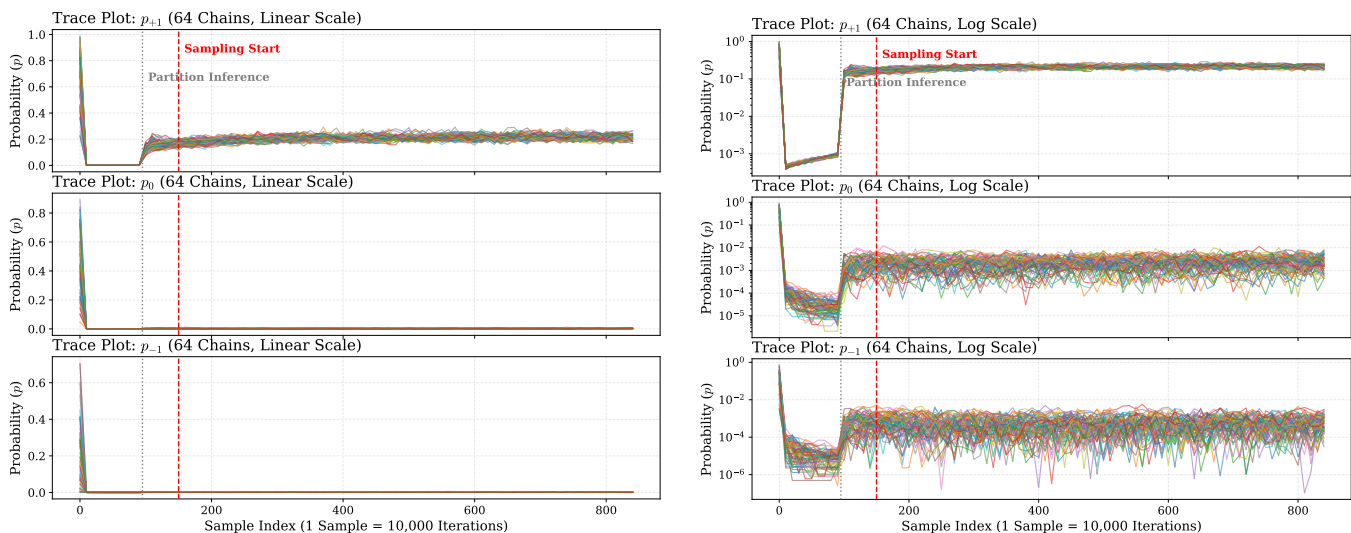 Trace Plot: p₊₁ (64 Chains, Linear Scale)
1.0
0.8
0.6
0.4
0.2
0.0
Probability (p)
Sampling Start
Partition Inference
Trace Plot: p₀ (64 Chains, Linear Scale)
0.8
0.6
0.4
0.2
0.0
Probability (p)
Trace Plot: p₋₁ (64 Chains, Linear Scale)
0.6
0.4
0.2
0.0
Probability (p)
0 200 400 600 800
Sample Index (1 Sample = 10,000 Iterations)
Trace Plot: p₊₁ (64 Chains, Log Scale)
10⁰
10⁻¹
10⁻²
10⁻³
Probability (p)
Sampling Start
Partition Inference
Trace Plot: p₀ (64 Chains, Log Scale)
10⁰
10⁻¹
10⁻²
10⁻³
10⁻⁴
10⁻⁵
Probability (p)
Trace Plot: p₋₁ (64 Chains, Log Scale)
10⁰
10⁻²
10⁻⁴
10⁻⁶
Probability (p)
0 200 400 600 800
Sample Index (1 Sample = 10,000 Iterations)